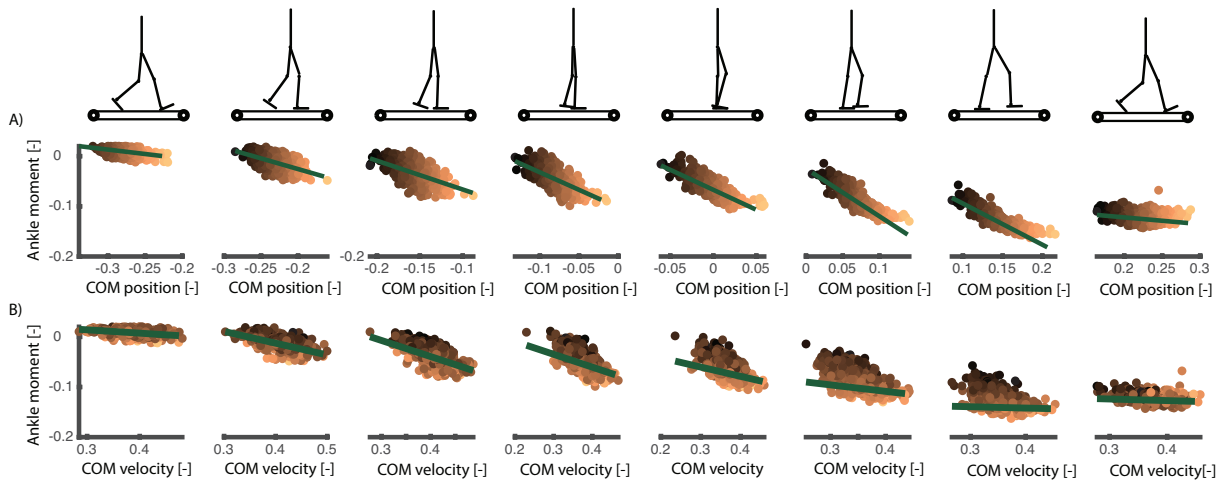 A)
Ankle moment [-]
0
-0.1
-0.2
-0.2
-0.3 -0.25 -0.2
-0.3 -0.25 -0.2
-0.2 -0.15 -0.1
-0.1 -0.05 0
-0.05 0 0.05
0 0.05 0.1
0.1 0.15 0.2
0.2 0.25 0.3
COM position [-] COM position [-] COM position [-] COM position [-] COM position [-] COM position [-] COM position [-] COM position [-]
B)
Ankle moment [-]
0
-0.1
-0.2
0.3 0.4
0.3 0.4 0.5
0.3 0.4
0.2 0.3 0.4
0.2 0.3 0.4
0.3 0.4
0.3 0.4
0.3 0.4
COM velocity [-] COM velocity [-] COM velocity [-] COM velocity [-] COM velocity COM velocity [-] COM velocity [-] COM velocity[-]